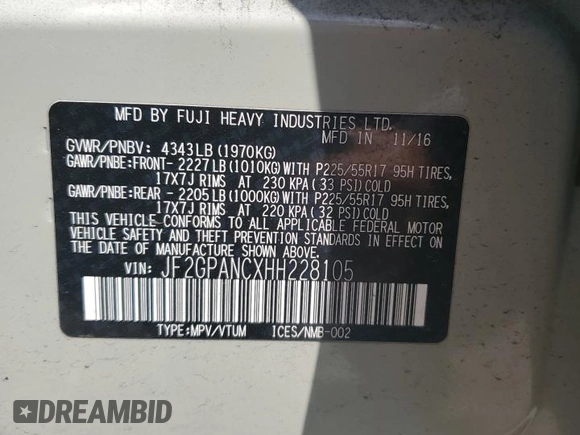 MFD BY FUJI HEAVY INDUSTRIES LTD.
MFD IN 11/16
GVWR/PNBV: 4343LB (1970KG)
GAWR/PNBE:FRONT- 2227LB (1010KG) WITH P225/55R17 95H TIRES,
17X7J RIMS AT 230 KPA (33 PSI) COLD
GAWR/PNBE:REAR - 2205LB (1000KG) WITH P225/55R17 95H TIRES,
17X7J RIMS AT 220 KPA (32 PSI) COLD
THIS VEHICLE CONFORMS TO ALL APPLICABLE FEDERAL MOTOR
VEHICLE SAFETY AND THEFT PREVENTION STANDARDS IN EFFECT ON
THE DATE OF MANUFACTURE SHOWN ABOVE.
VIN: JF2GPANCXHH228105
TYPE:MPV/VTUM ICES/NMB-002
DREAMBID